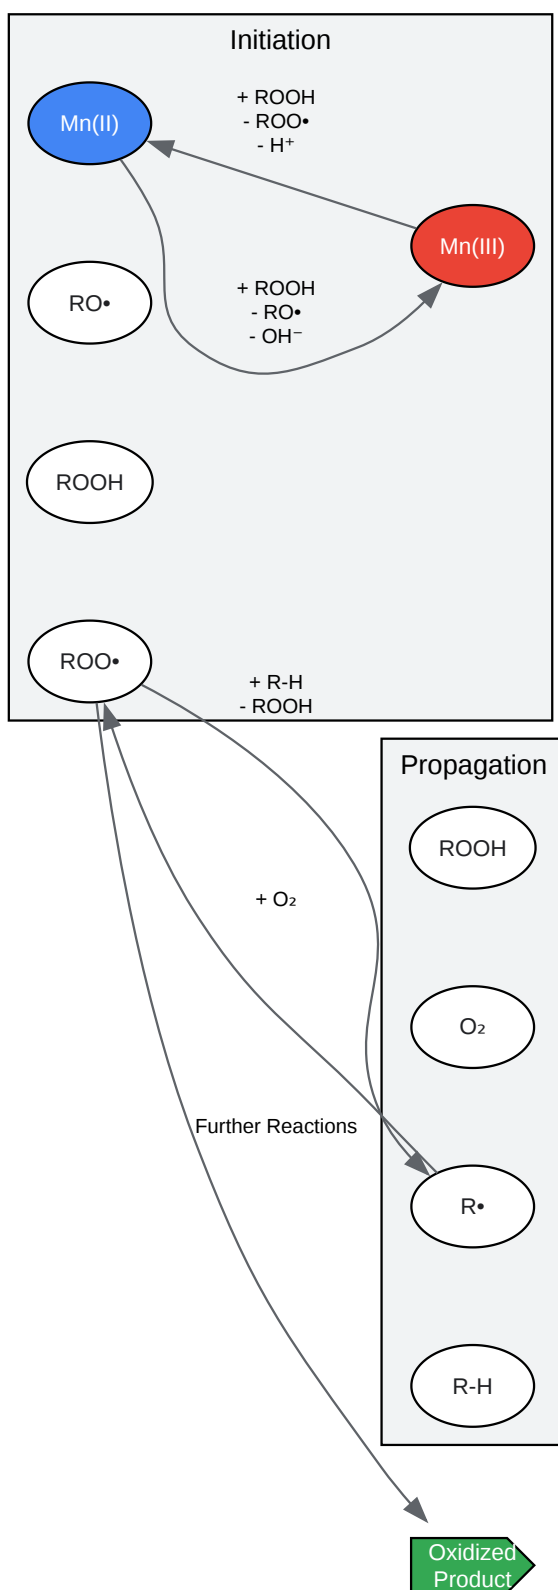 Initiation
+ ROOH
- ROO•
- H⁺
Mn(II)
Mn(III)
+ ROOH
- RO•
- OH⁻
RO•
ROOH
ROO•
+ R-H
- ROOH
Propagation
ROOH
+ O₂
O₂
Further Reactions
R•
R-H
Oxidized
Product